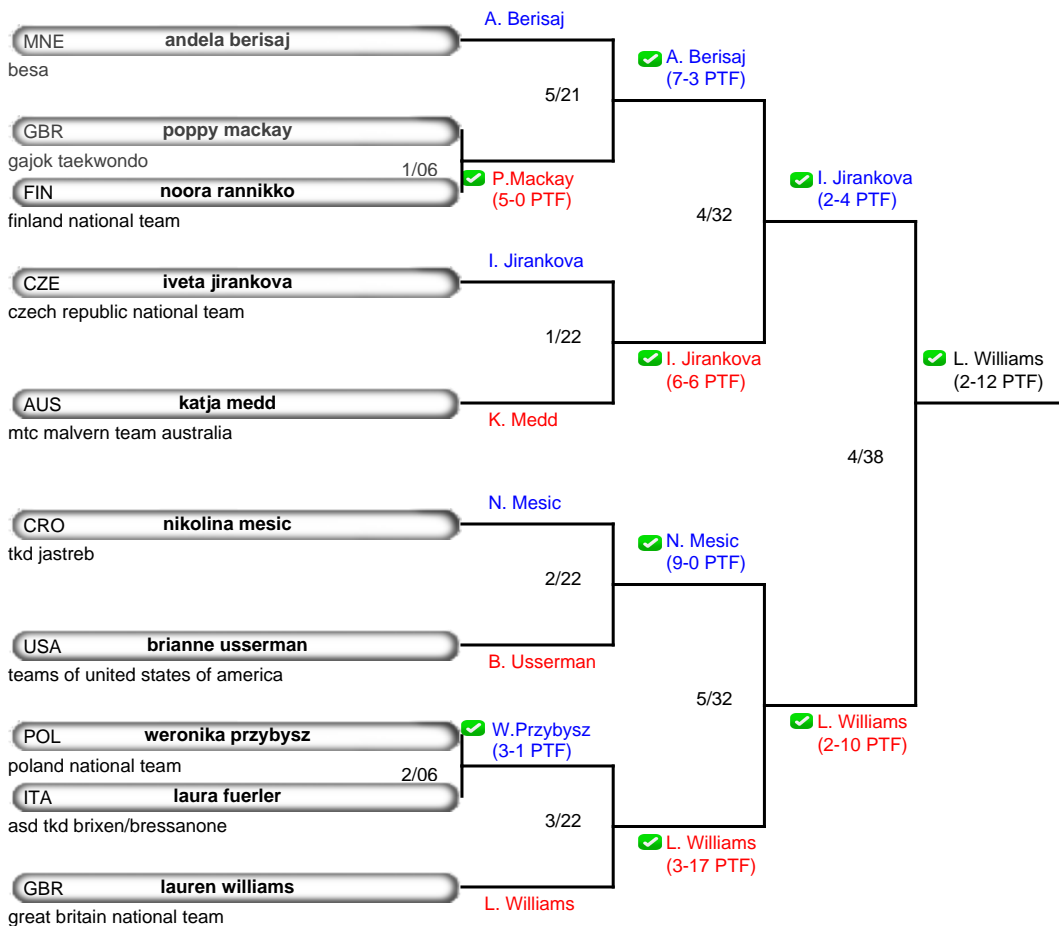 A. Berisaj
MNE andela berisaj
besa
A. Berisaj
(7-3 PTF)
5/21
GBR poppy mackay
gajok taekwondo
1/06
P.Mackay
(5-0 PTF)
FIN noora rannikko
finland national team
I. Jirankova
(2-4 PTF)
4/32
I. Jirankova
CZE iveta jirankova
czech republic national team
1/22
I. Jirankova
(6-6 PTF)
L. Williams
(2-12 PTF)
AUS katja medd
mtc malvern team australia
K. Medd
4/38
N. Mesic
CRO nikolina mesic
tkd jastreb
N. Mesic
(9-0 PTF)
2/22
USA brianne usserman
teams of united states of america
B. Usserman
5/32
L. Williams
(2-10 PTF)
POL weronika przybysz
poland national team
W.Przybysz
(3-1 PTF)
2/06
ITA laura fuerler
asd tkd brixen/bressanone
3/22
L. Williams
(3-17 PTF)
GBR lauren williams
great britain national team
L. Williams